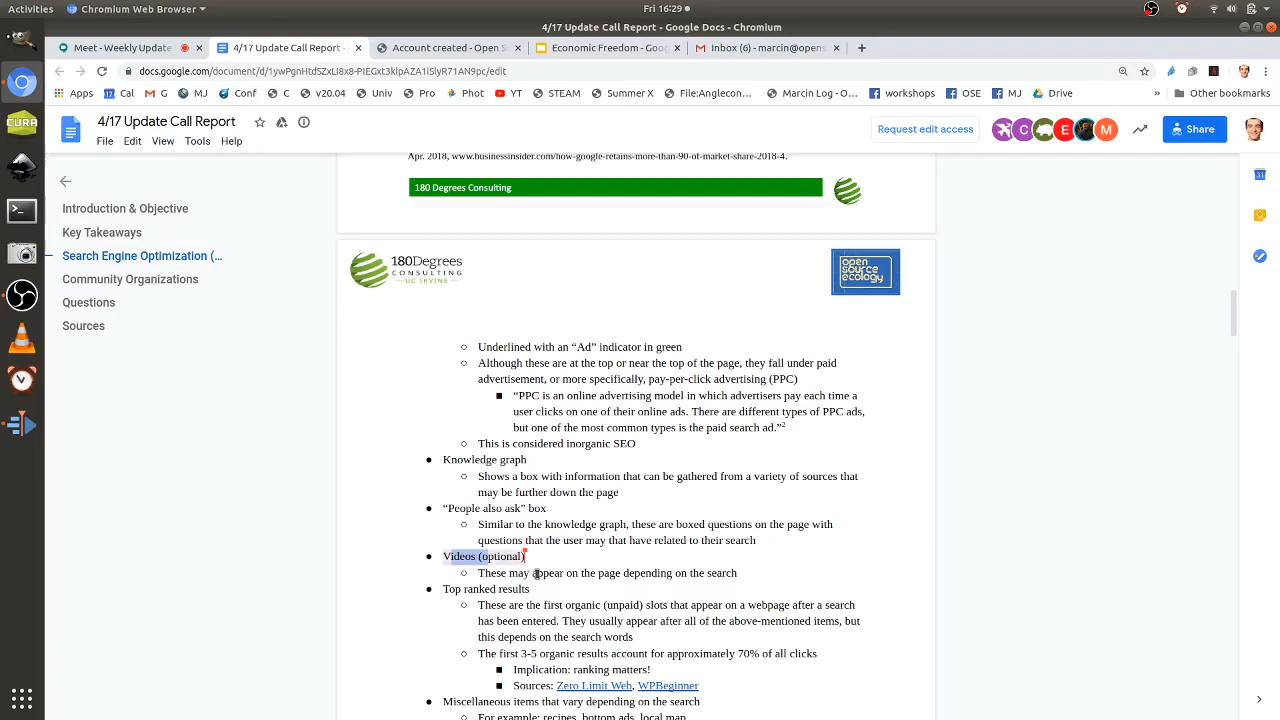 Activities
Chromium Web Browser
Fri 16:29
4/17 Update Call Report - Google Docs - Chromium
Meet - Weekly Update
4/17 Update Call Report -
Account created - Open S
Economic Freedom - Goo
Inbox (6) - marcin@opens
docs.google.com/document/d/1ywPgnHtdSZxLI8x8-PIEGxt3klpAZA1iSlyR71AN9pc/edit
Apps
Cal
G
MJ
Conf
C
v20.04
Univ
Pro
Phot
YT
STEAM
Summer X
File:Anglecon...
Marcin Log - O...
workshops
OSE
MJ
Drive
»
Other bookmarks
4/17 Update Call Report
File Edit View Tools Help
Request edit access
C
E
M
Share
Apr. 2018, www.businessinsider.com/how-google-retains-more-than-90-of-market-share-2018-4.
180 Degrees Consulting
Introduction & Objective
Key Takeaways
Search Engine Optimization (...
Community Organizations
Questions
Sources
180Degrees
CONSULTING
UC IRVINE
open
source
ecology
Underlined with an “Ad” indicator in green
Although these are at the top or near the top of the page, they fall under paid
advertisement, or more specifically, pay-per-click advertising (PPC)
“PPC is an online advertising model in which advertisers pay each time a
user clicks on one of their online ads. There are different types of PPC ads,
but one of the most common types is the paid search ad.”2
This is considered inorganic SEO
Knowledge graph
Shows a box with information that can be gathered from a variety of sources that
may be further down the page
“People also ask” box
Similar to the knowledge graph, these are boxed questions on the page with
questions that the user may that have related to their search
Videos (optional)
These may appear on the page depending on the search
Top ranked results
These are the first organic (unpaid) slots that appear on a webpage after a search
has been entered. They usually appear after all of the above-mentioned items, but
this depends on the search words
The first 3-5 organic results account for approximately 70% of all clicks
Implication: ranking matters!
Sources: Zero Limit Web, WPBeginner
Miscellaneous items that vary depending on the search
For example: recipes, bottom ads, local map
CURA
31